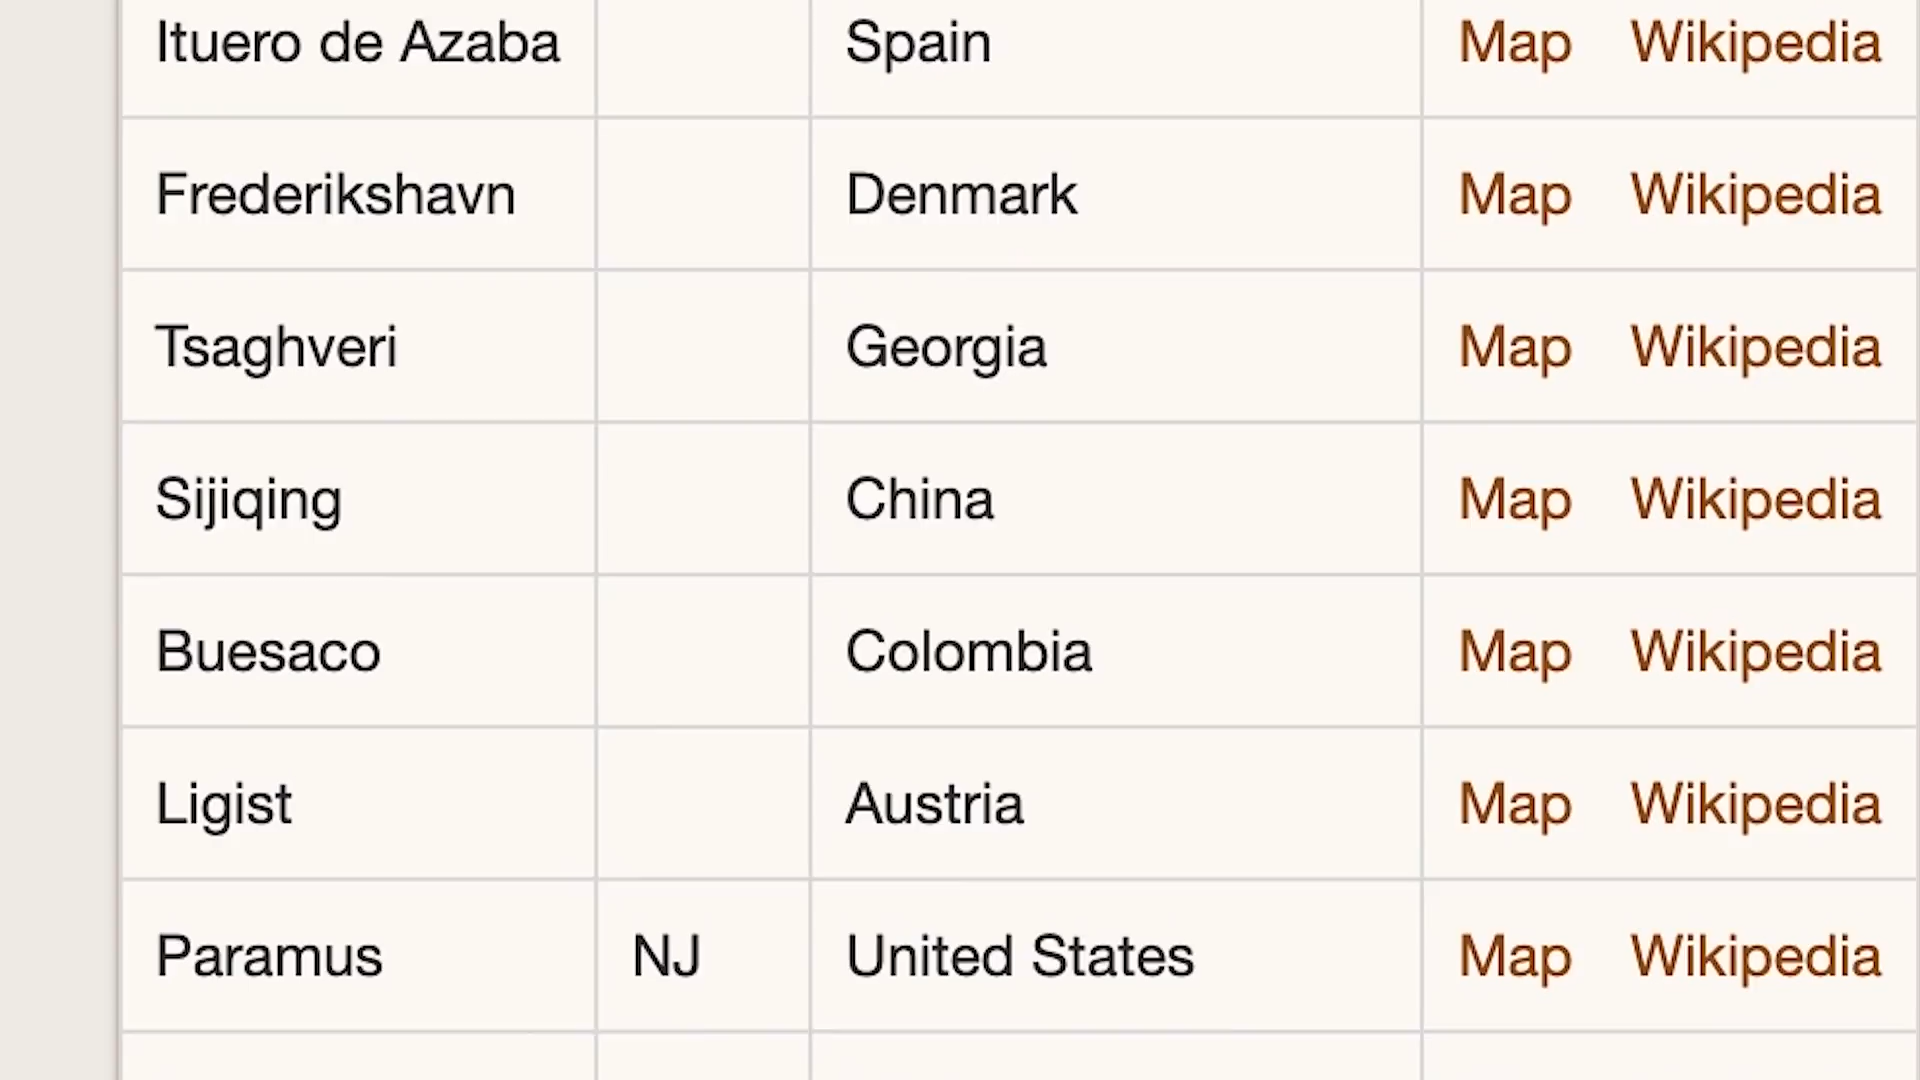 Ituero de Azaba Spain Map Wikipedia
Frederikshavn Denmark Map Wikipedia
Tsaghveri Georgia Map Wikipedia
Sijiqing China Map Wikipedia
Buesaco Colombia Map Wikipedia
Ligist Austria Map Wikipedia
Paramus NJ United States Map Wikipedia